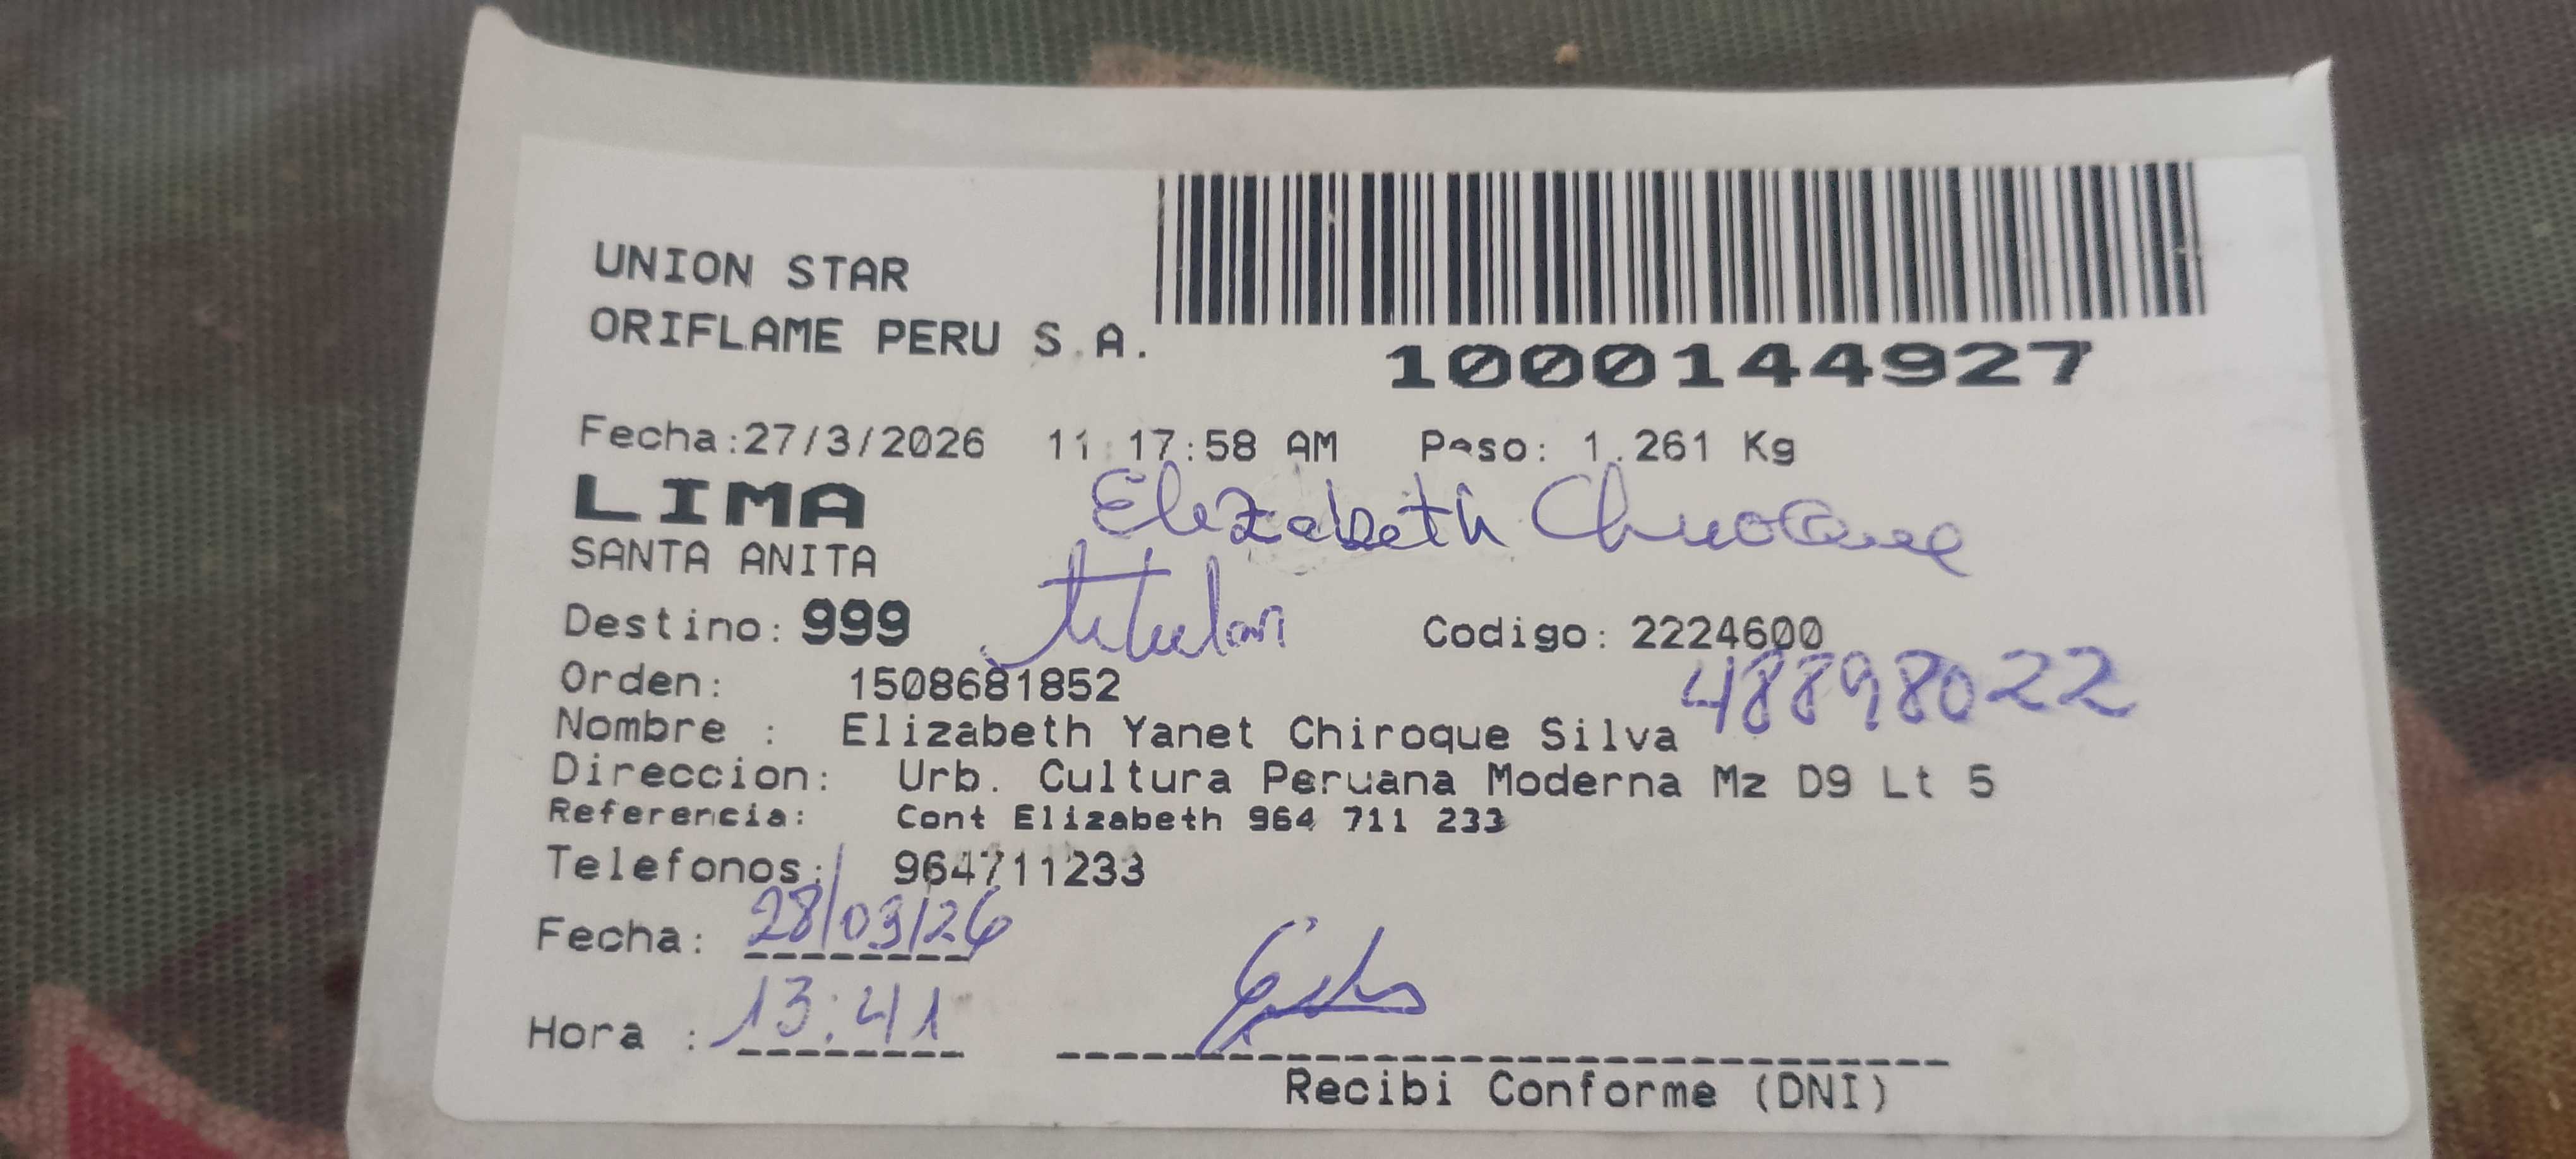 UNION STAR
ORIFLAME PERU S.A.
1000144927
Fecha:27/3/2026 11:17:58 AM Peso: 1.261 Kg
LIMA
Elizabeth Chiroque
SANTA ANITA
titular
Destino: 999 Codigo: 2224600
48898022
Orden: 1508681852
Nombre : Elizabeth Yanet Chiroque Silva
Direccion: Urb. Cultura Peruana Moderna Mz D9 Lt 5
Referencia: Cont Elizabeth 964 711 233
Telefonos: 964711233
Fecha: 28/03/26
Hora : 13:41
Recibi Conforme (DNI)